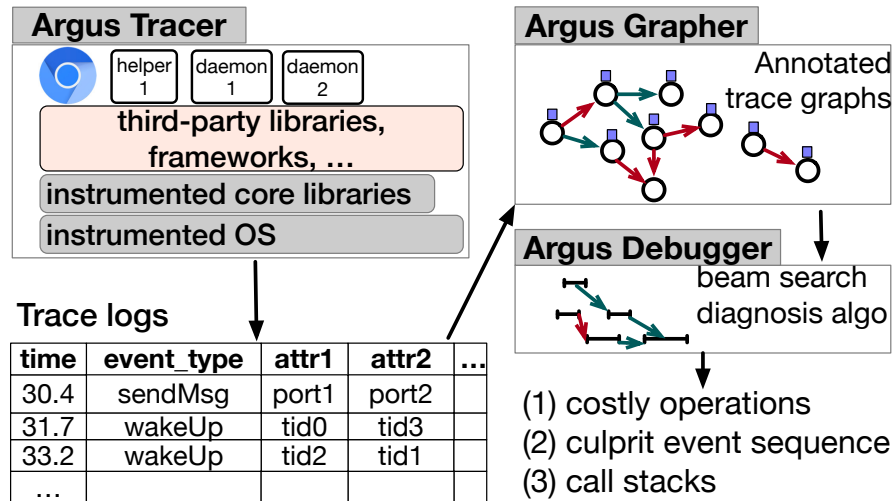 Argus Tracer
helper 1
daemon 1
daemon 2
third-party libraries,
frameworks, ...
instrumented core libraries
instrumented OS
Trace logs
time event_type attr1 attr2 ...
30.4 sendMsg port1 port2
31.7 wakeUp tid0 tid3
33.2 wakeUp tid2 tid1
...
Argus Grapher
Annotated
trace graphs
Argus Debugger
beam search
diagnosis algo
(1) costly operations
(2) culprit event sequence
(3) call stacks